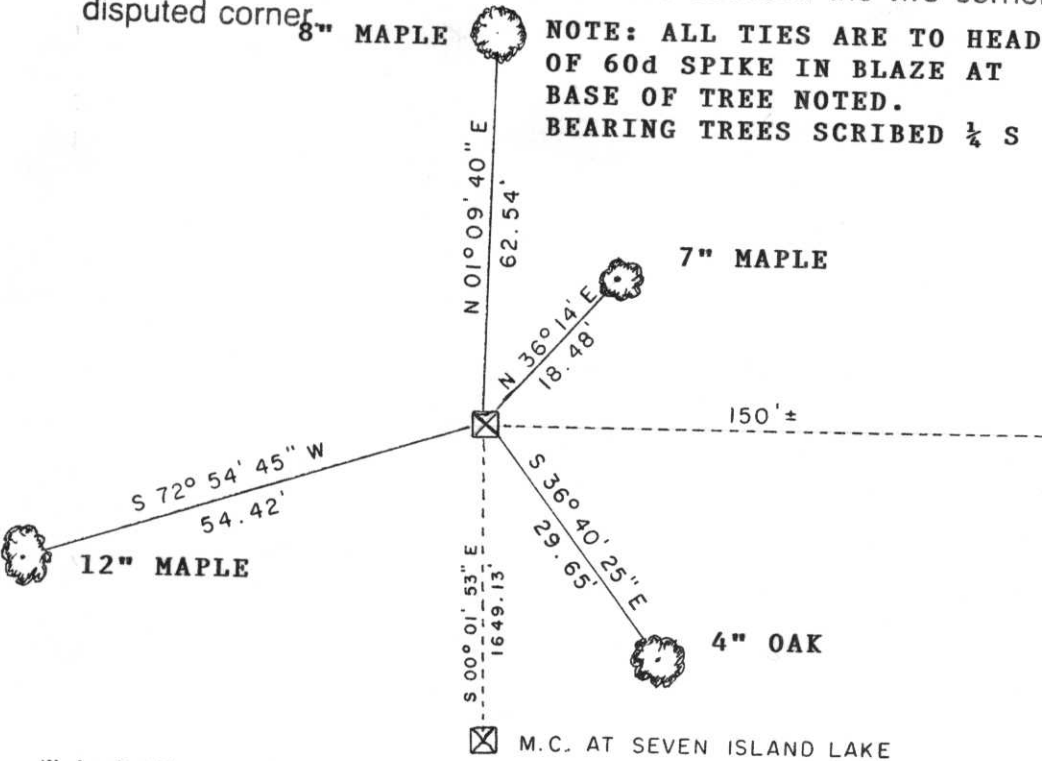 disputed corner.
8" MAPLE
NOTE: ALL TIES ARE TO HEAD
OF 60d SPIKE IN BLAZE AT
BASE OF TREE NOTED.
BEARING TREES SCRIBED ¼ S
N 01° 09' 40" E
62.54'
7" MAPLE
N 36° 14' E
18.48'
150'±
S 72° 54' 45" W
54.42'
12" MAPLE
S 36° 40' 25" E
29.65'
4" OAK
S 00° 01' 53" E
1649.13'
M.C. AT SEVEN ISLAND LAKE